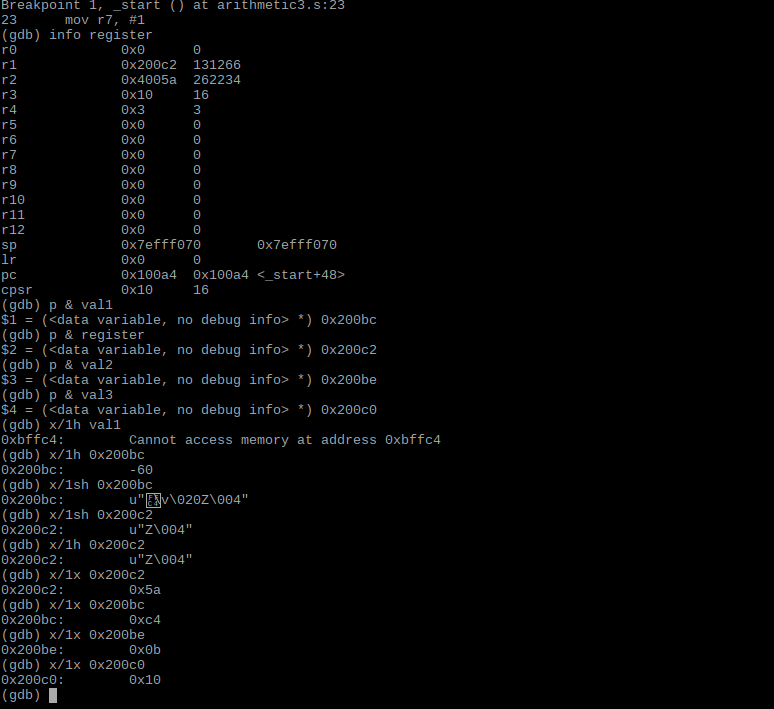 Breakpoint 1, _start () at arithmetic3.s:23
23      mov r7, #1
(gdb) info register
r0             0x0      0
r1             0x200c2  131266
r2             0x4005a  262234
r3             0x10     16
r4             0x3      3
r5             0x0      0
r6             0x0      0
r7             0x0      0
r8             0x0      0
r9             0x0      0
r10            0x0      0
r11            0x0      0
r12            0x0      0
sp             0x7efff070       0x7efff070
lr             0x0      0
pc             0x100a4  0x100a4 <_start+48>
cpsr           0x10     16
(gdb) p & val1
$1 = (<data variable, no debug info> *) 0x200bc
(gdb) p & register
$2 = (<data variable, no debug info> *) 0x200c2
(gdb) p & val2
$3 = (<data variable, no debug info> *) 0x200be
(gdb) p & val3
$4 = (<data variable, no debug info> *) 0x200c0
(gdb) x/1h val1
0xbffc4:        Cannot access memory at address 0xbffc4
(gdb) x/1h 0x200bc
0x200bc:        -60
(gdb) x/1sh 0x200bc
0x200bc:        u"\v\020Z\004"
(gdb) x/1sh 0x200c2
0x200c2:        u"Z\004"
(gdb) x/1h 0x200c2
0x200c2:        u"Z\004"
(gdb) x/1x 0x200c2
0x200c2:        0x5a
(gdb) x/1x 0x200bc
0x200bc:        0xc4
(gdb) x/1x 0x200be
0x200be:        0x0b
(gdb) x/1x 0x200c0
0x200c0:        0x10
(gdb)